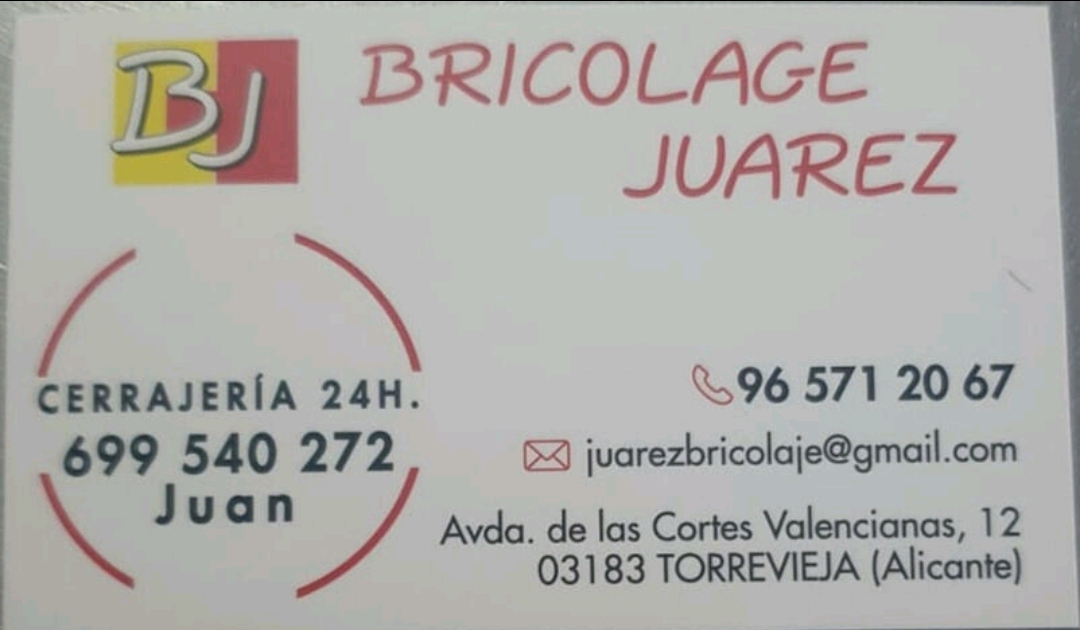 BJ
BRICOLAGE
JUAREZ
CERRAJERÍA 24H.
699 540 272
Juan
96 571 20 67
juarezbricolaje@gmail.com
Avda. de las Cortes Valencianas, 12
03183 TORREVIEJA (Alicante)